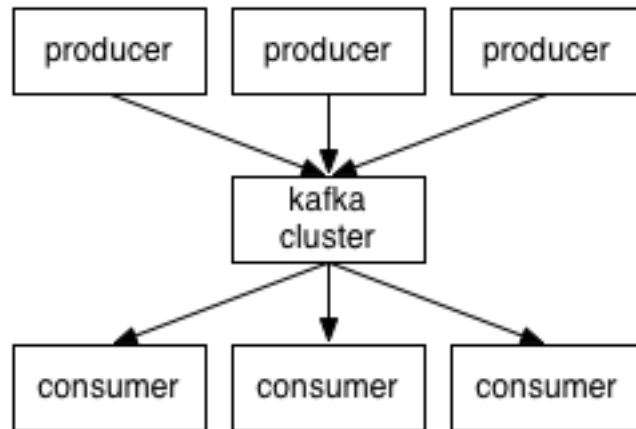 producer
producer
producer
kafka
cluster
consumer
consumer
consumer